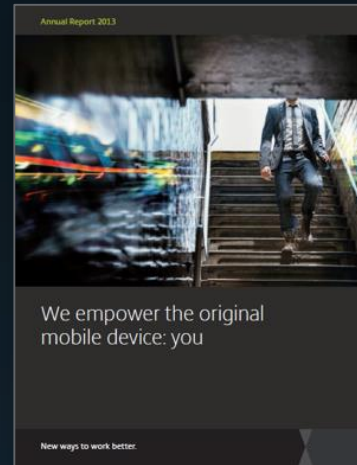 Annual Report 2013
We empower the original
mobile device: you
New ways to work better.